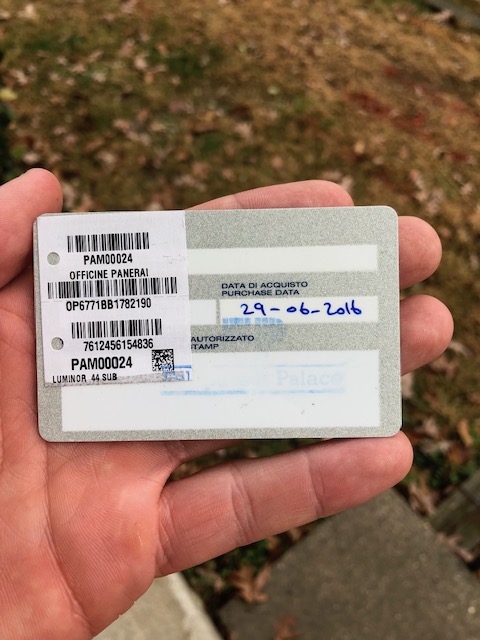 PAM00024
OFFICINE PANERAI
OP6771BB1782190
7612456154836
PAM00024
LUMINOR 44 SUB
DATA DI ACQUISTO
PURCHASE DATA
29-06-2016
AUTORIZZATO
STAMP
Palace